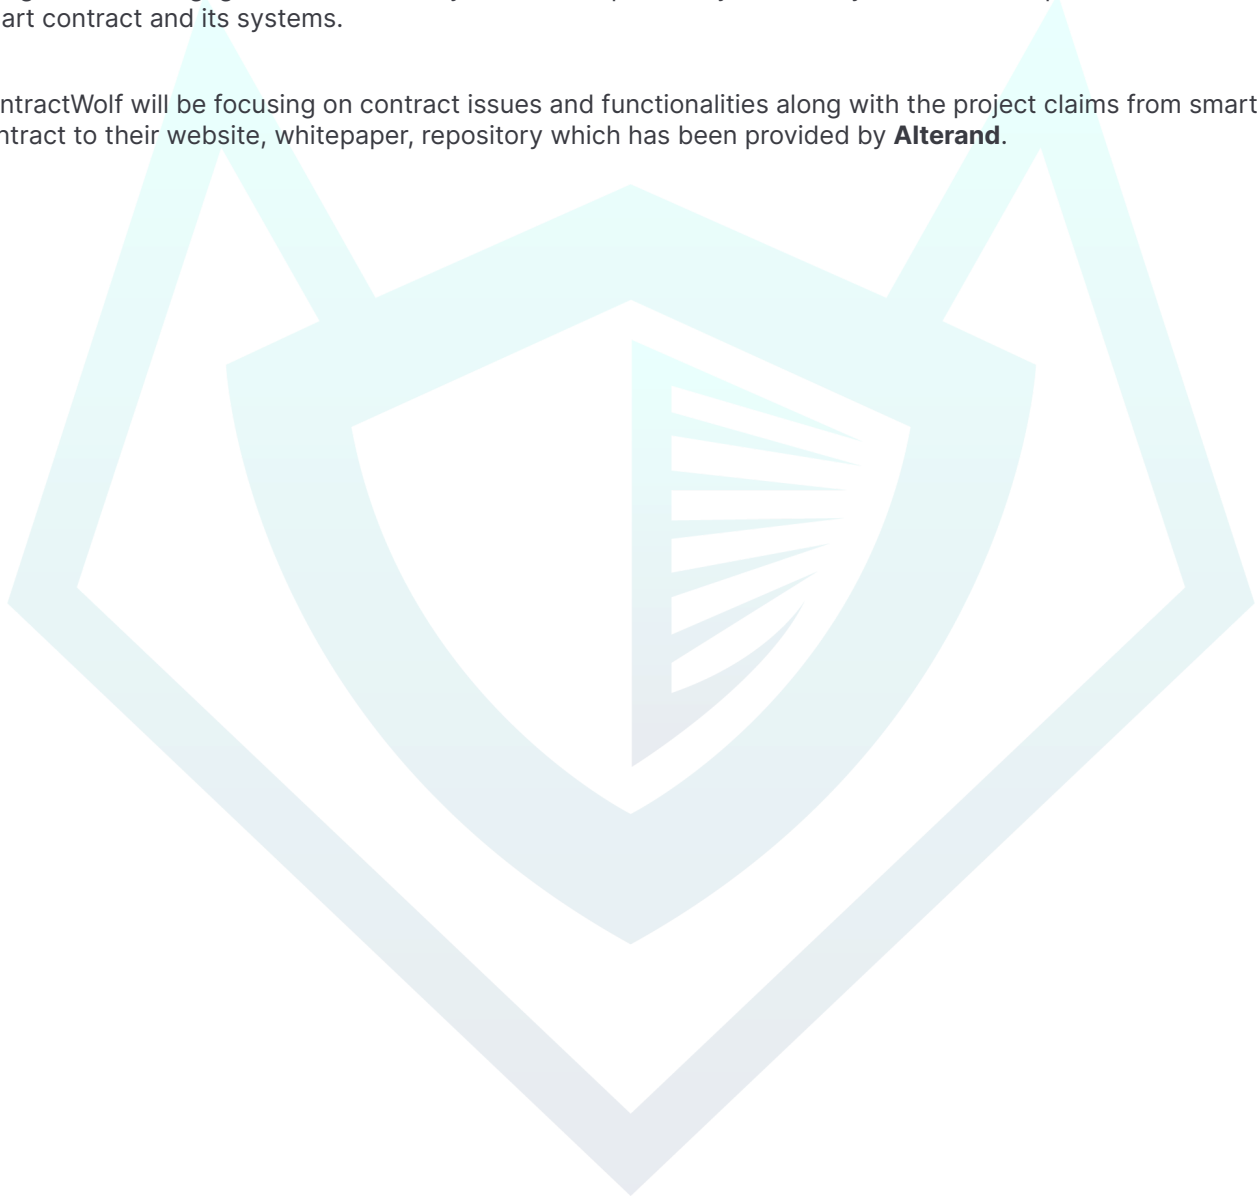 art contract and its systems.
ntractWolf will be focusing on contract issues and functionalities along with the project claims from smart
ntract to their website, whitepaper, repository which has been provided by Alterand.